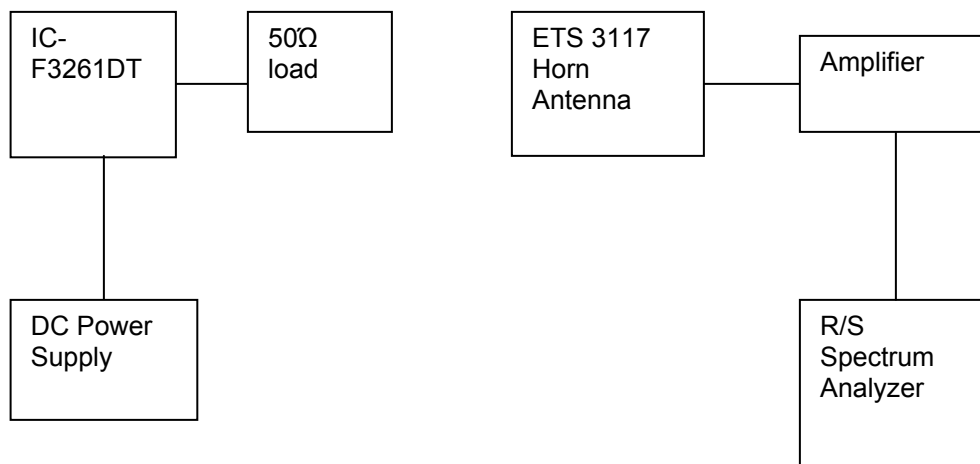 IC-
F3261DT
50Ω
load
ETS 3117
Horn
Antenna
Amplifier
DC Power
Supply
R/S
Spectrum
Analyzer